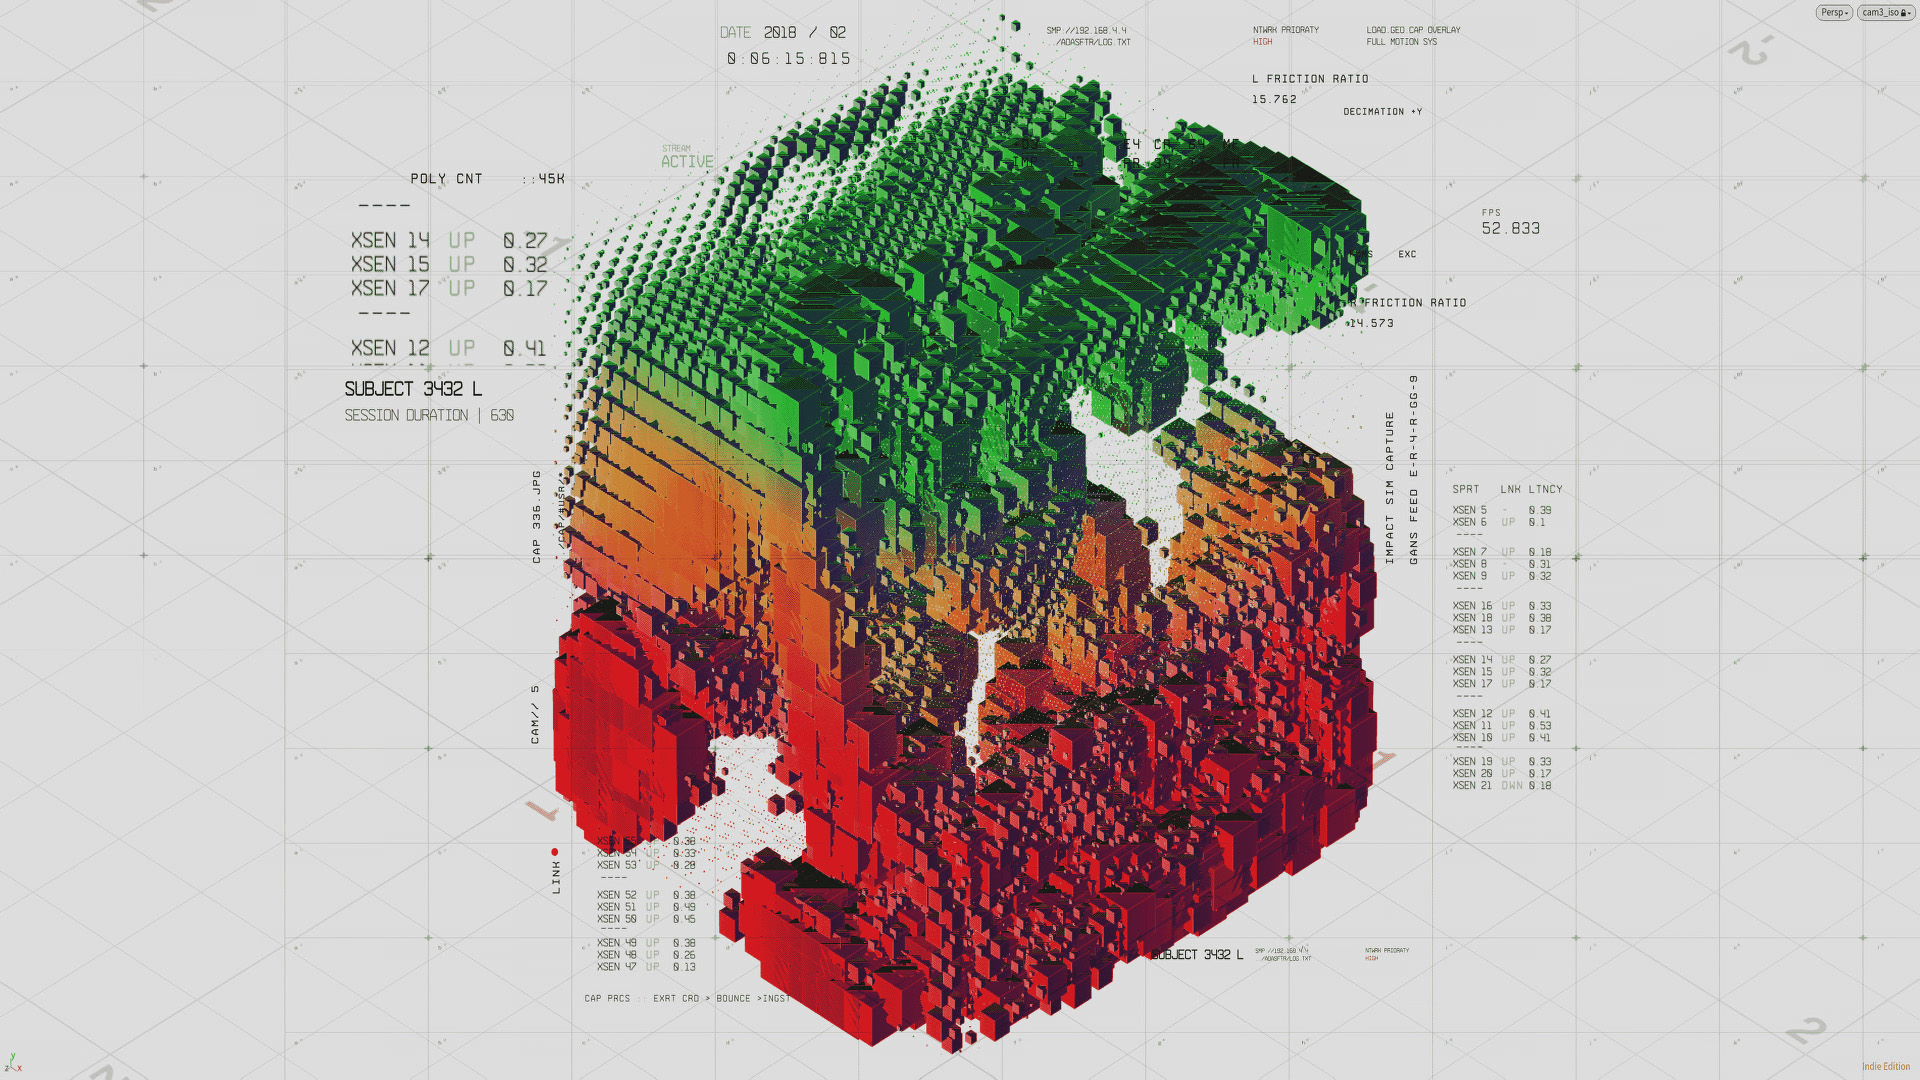 Persp
cam3_iso
DATE 2018 / 02
0:06:15:815
SMP://192.168.4.4
../ADASFTR/LOG.TXT
NTWRK PRIORATY
HIGH
LOAD.GEO.CAP OVERLAY
FULL MOTION SYS
L FRICTION RATIO
15.762
DECIMATION +Y
STREAM
ACTIVE
POLY CNT ::45K
----
XSEN 14 UP 0.27
XSEN 15 UP 0.32
XSEN 17 UP 0.17
----
XSEN 12 UP 0.41
SUBJECT 3432 L
SESSION DURATION | 630
FPS
52.833
EXC
FRICTION RATIO
14.573
CAP 336.JPG
/CAP/#USR/
CAM// 5
LINK
IMPACT SIM CAPTURE
GANS FEED E-R-4-R-GG-9
SPRT LNK LTNCY
XSEN 5 - 0.39
XSEN 6 UP 0.1
----
XSEN 7 UP 0.18
XSEN 8 - 0.31
XSEN 9 UP 0.32
----
XSEN 16 UP 0.33
XSEN 18 UP 0.38
XSEN 13 UP 0.17
----
XSEN 14 UP 0.27
XSEN 15 UP 0.32
XSEN 17 UP 0.17
----
XSEN 12 UP 0.41
XSEN 11 UP 0.53
XSEN 10 UP 0.41
----
XSEN 19 UP 0.33
XSEN 20 UP 0.17
XSEN 21 DWN 0.18
XSEN UP 0.38
XSEN 54 UP 0.33
XSEN 53 UP 0.28
----
XSEN 52 UP 0.38
XSEN 51 UP 0.49
XSEN 50 UP 0.45
----
XSEN 49 UP 0.38
XSEN 48 UP 0.26
XSEN 47 UP 0.13
CAP PRCS :: EXRT CRD > BOUNCE >INGST
SUBJECT 3432 L
SMP://192.168.4.4
../ADASFTR/LOG.TXT
NTWRK PRIORATY
HIGH
y
z x
Indie Edition